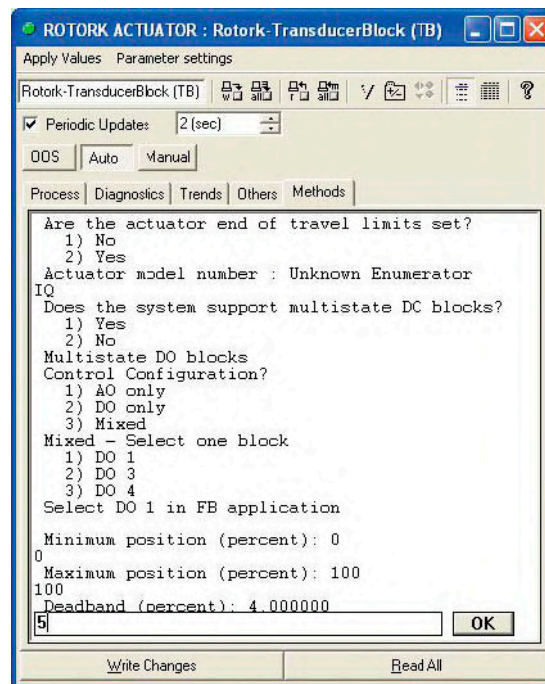 ROTORK ACTUATOR : Rotork-TransducerBlock (TB)
Apply Values Parameter settings
Rotork-TransducerBlock (TB)
Periodic Updates 2 (sec)
OOS Auto Manual
Process Diagnostics Trends Others Methods
Are the actuator end of travel limits set?
1) No
2) Yes
Actuator model number : Unknown Enumerator
IQ
Does the system support multistate DC blocks?
1) Yes
2) No
Multistate DO blocks
Control Configuration?
1) AO only
2) DO only
3) Mixed
Mixed - Select one block
1) DO 1
2) DO 3
3) DO 4
Select DO 1 in FB application
Minimum position (percent): 0
0
Maximum position (percent): 100
100
Deadband (percent): 4.000000
5 OK
Write Changes Read All